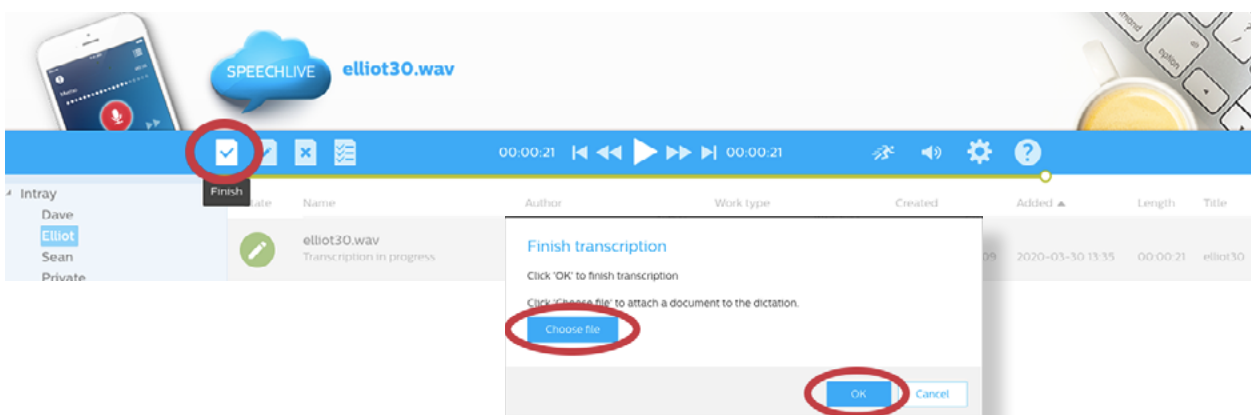 SPEECHLIVE elliot30.wav
00:00:21 00:00:21
Finish
Intray
Name Author Work type Created Added Length Title
Dave
Elliot
elliot30.wav
Transcription in progress 2020-03-30 13:35 00:00:21 elliot30
Sean
Private
Finish transcription
Click 'OK' to finish transcription
Click 'Choose file' to attach a document to the dictation.
Choose file
OK Cancel
option